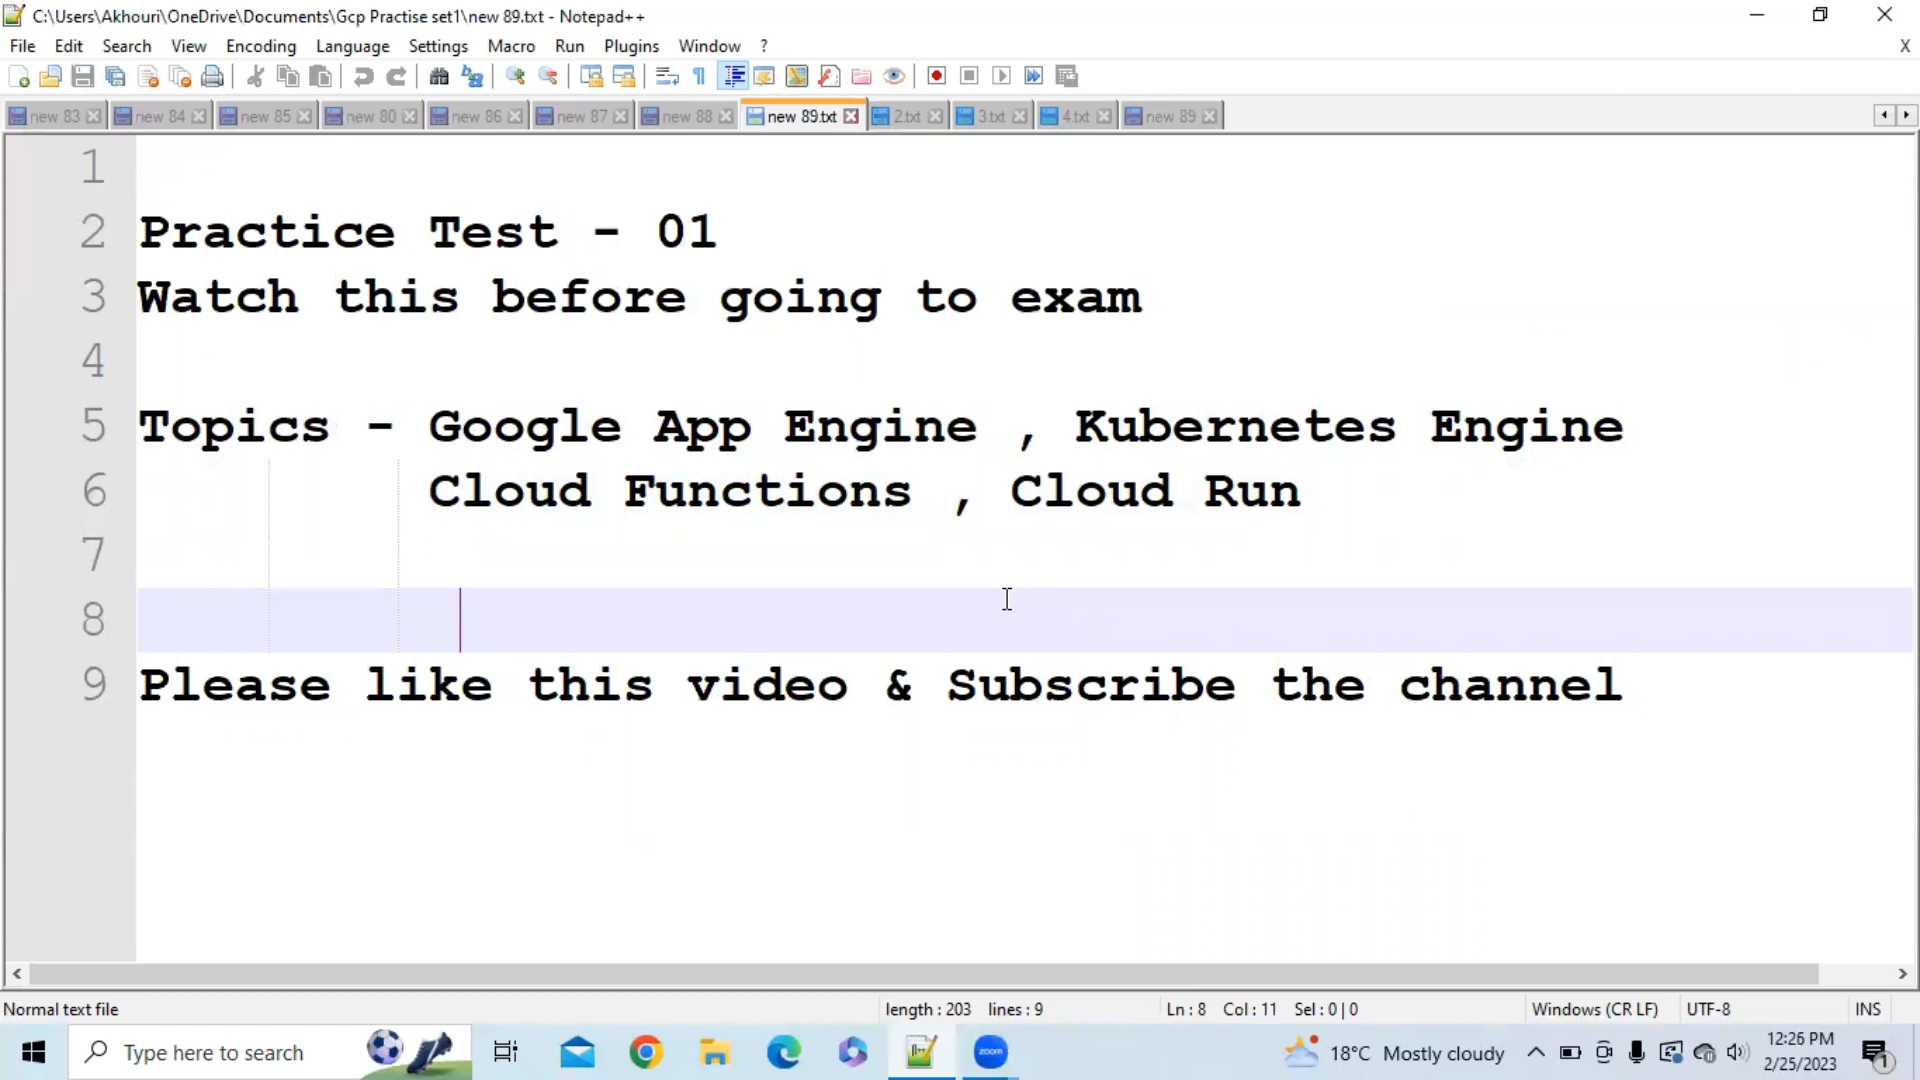 C:\Users\Akhouri\OneDrive\Documents\Gcp Practise set1\new 89.txt - Notepad++
File Edit Search View Encoding Language Settings Macro Run Plugins Window ? X
new 83 new 84 new 85 new 80 new 86 new 87 new 88 new 89.txt 2.txt 3.txt 4.txt new 89
1
2 Practice Test - 01
3 Watch this before going to exam
4
5 Topics - Google App Engine , Kubernetes Engine
6 Cloud Functions , Cloud Run
7
8
9 Please like this video & Subscribe the channel
Normal text file length : 203 lines : 9 Ln : 8 Col : 11 Sel : 0 | 0 Windows (CR LF) UTF-8 INS
Type here to search zoom 18°C Mostly cloudy 12:26 PM
2/25/2023 1